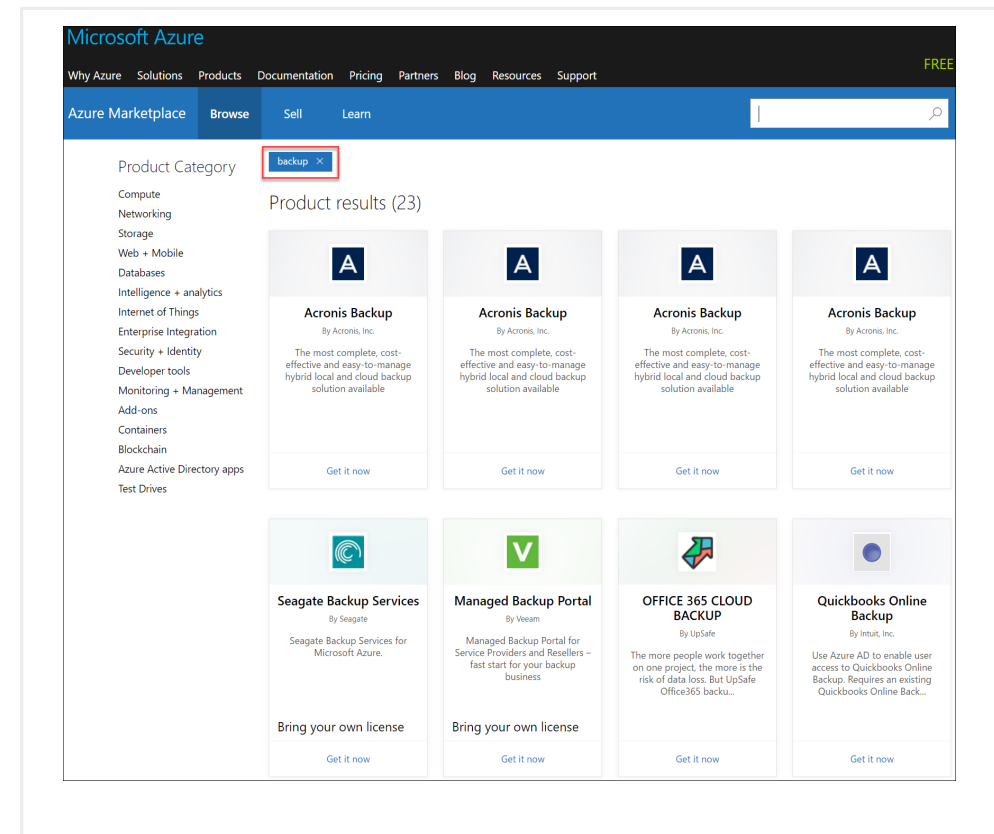 Microsoft Azure
FREE
Why Azure Solutions Products Documentation Pricing Partners Blog Resources Support
Azure Marketplace Browse Sell Learn
Product Category
Compute
Networking
Storage
Web + Mobile
Databases
Intelligence + analytics
Internet of Things
Enterprise Integration
Security + Identity
Developer tools
Monitoring + Management
Add-ons
Containers
Blockchain
Azure Active Directory apps
Test Drives
backup ×
Product results (23)
Acronis Backup
By Acronis, Inc.
The most complete, cost-
effective and easy-to-manage
hybrid local and cloud backup
solution available
Get it now
Acronis Backup
By Acronis, Inc.
The most complete, cost-
effective and easy-to-manage
hybrid local and cloud backup
solution available
Get it now
Acronis Backup
By Acronis, Inc.
The most complete, cost-
effective and easy-to-manage
hybrid local and cloud backup
solution available
Get it now
Acronis Backup
By Acronis, Inc.
The most complete, cost-
effective and easy-to-manage
hybrid local and cloud backup
solution available
Get it now
Seagate Backup Services
By Seagate
Seagate Backup Services for
Microsoft Azure.
Bring your own license
Get it now
V
Managed Backup Portal
By Veeam
Managed Backup Portal for
Service Providers and Resellers –
fast start for your backup
business
Bring your own license
Get it now
OFFICE 365 CLOUD
BACKUP
By UpSafe
The more people work together
on one project, the more is the
risk of data loss. But UpSafe
Office365 backu...
Get it now
Quickbooks Online
Backup
By Intuit, Inc.
Use Azure AD to enable user
access to Quickbooks Online
Backup. Requires an existing
Quickbooks Online Back...
Get it now